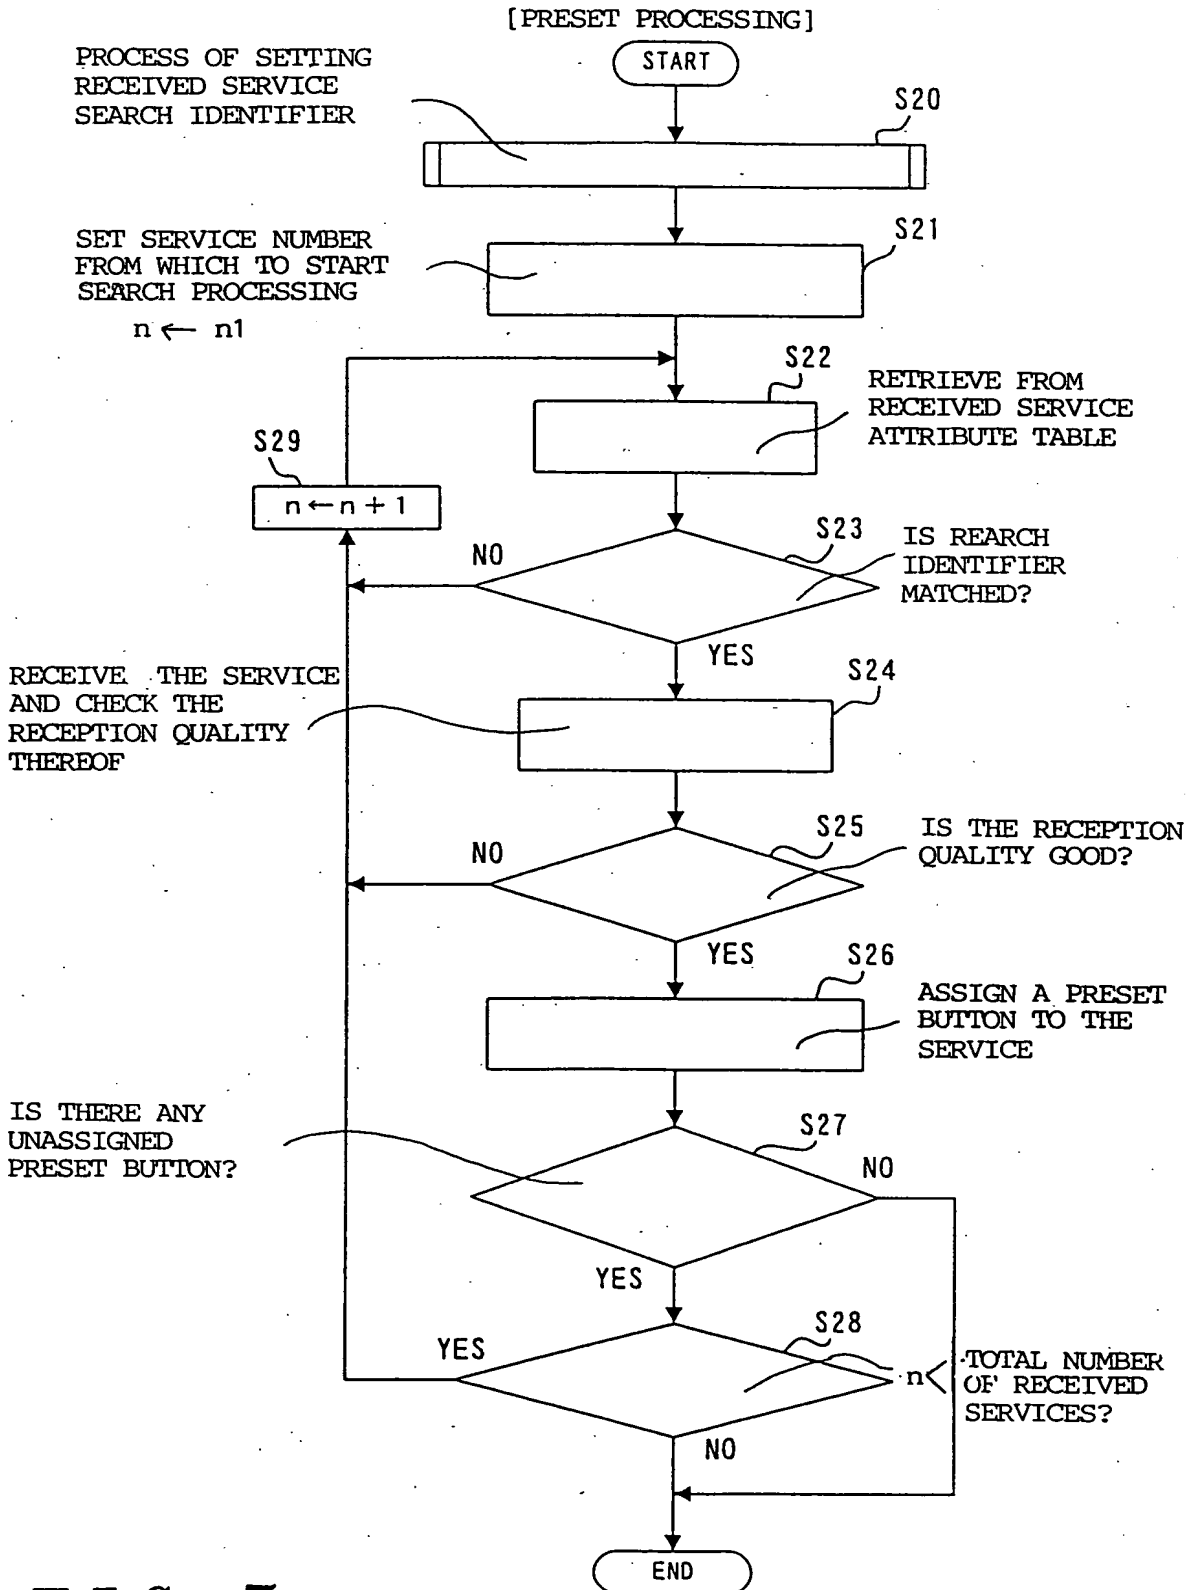 [PRESET PROCESSING]
START
PROCESS OF SETTING
RECEIVED SERVICE
SEARCH IDENTIFIER
S20
S21
SET SERVICE NUMBER
FROM WHICH TO START
SEARCH PROCESSING
n ← n1
S22
RETRIEVE FROM
RECEIVED SERVICE
ATTRIBUTE TABLE
S29
n ← n + 1
S23
IS REARCH
IDENTIFIER
MATCHED?
NO
YES
RECEIVE THE SERVICE
AND CHECK THE
RECEPTION QUALITY
THEREOF
S24
S25
IS THE RECEPTION
QUALITY GOOD?
NO
YES
S26
ASSIGN A PRESET
BUTTON TO THE
SERVICE
IS THERE ANY
UNASSIGNED
PRESET BUTTON?
S27
NO
YES
S28
YES
n< TOTAL NUMBER
OF RECEIVED
SERVICES?
NO
END